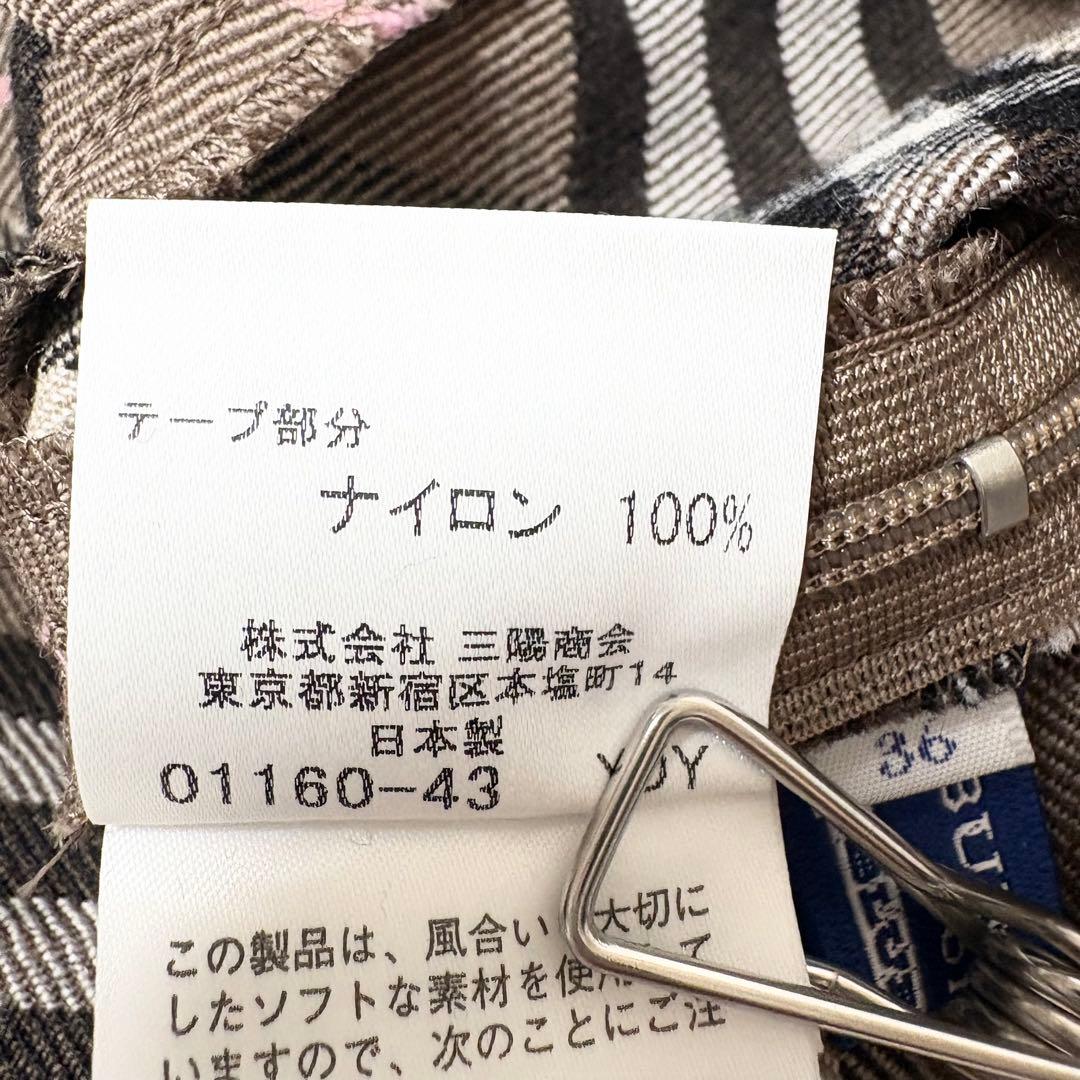 テープ部分
ナイロン 100%
株式会社 三陽商会
東京都新宿区本塩町14
日本製
01160-43
36
この製品は、風合い 大切に
したソフトな素材を使 て
いますので、次のことにご注